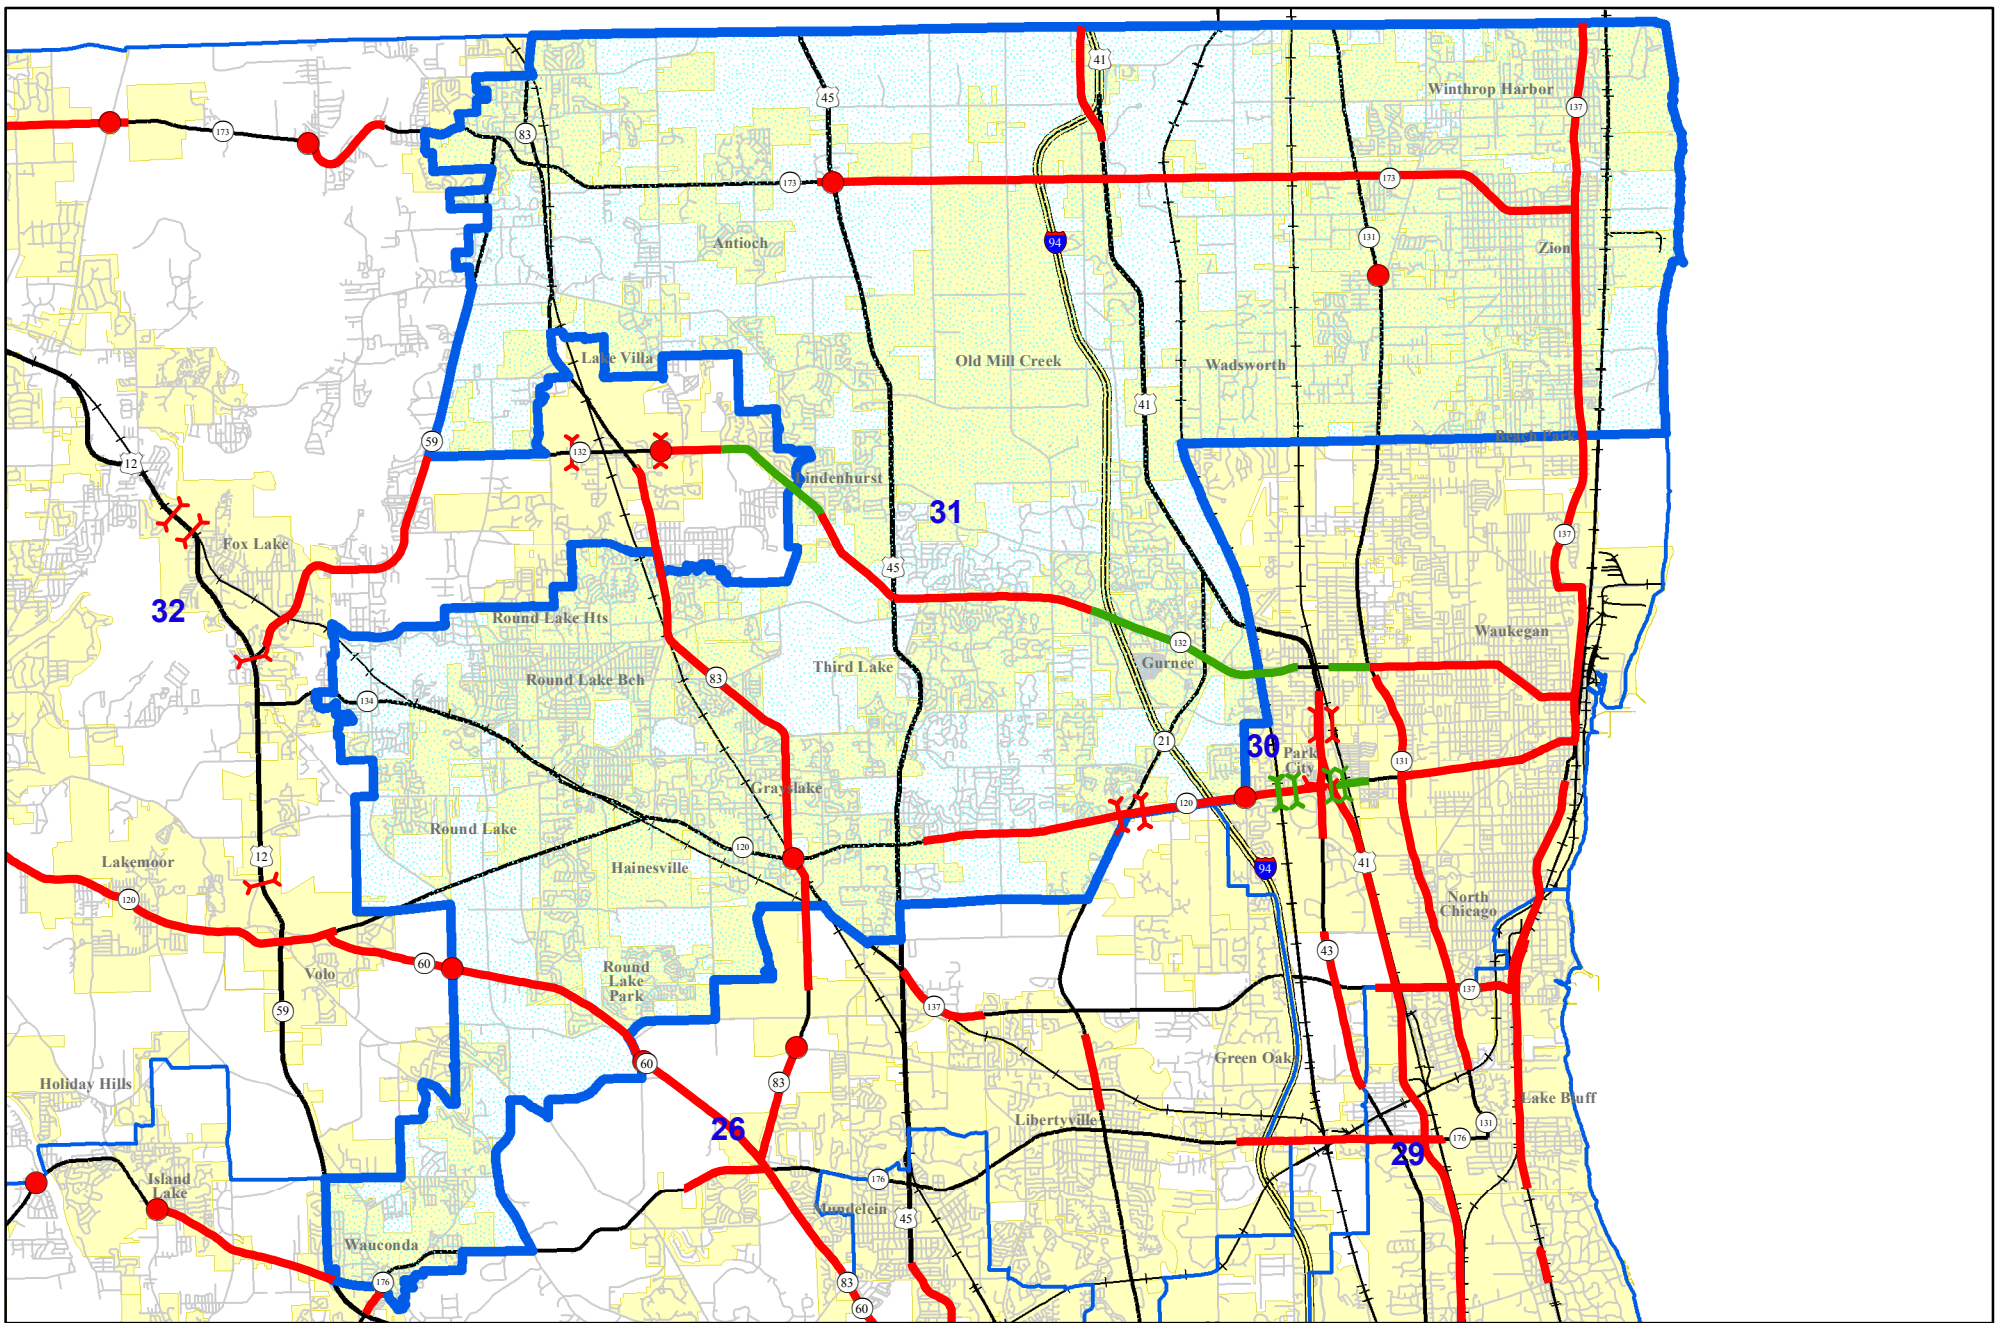 41
Winthrop Harbor
45
137
173
83
173
173
Antioch
131
Zion
94
Lake Villa
Old Mill Creek
Wadsworth
41
59
Beach Park
132
12
Lindenhurst
31
137
Fox Lake
45
32
Round Lake Hts
Waukegan
132
Third Lake
Gurnee
83
Round Lake Bch
134
21
30
Park
City
131
Grayslake
120
Round Lake
120
12
Lakemoor
Hainesville
41
94
120
North
Chicago
43
60
Volo
Round
Lake
Park
137
137
59
60
Green Oaks
83
Holiday Hills
Lake Bluff
Libertyville
131
26
176
29
Island
Lake
176
Mundelein
45
Wauconda
176
83
60